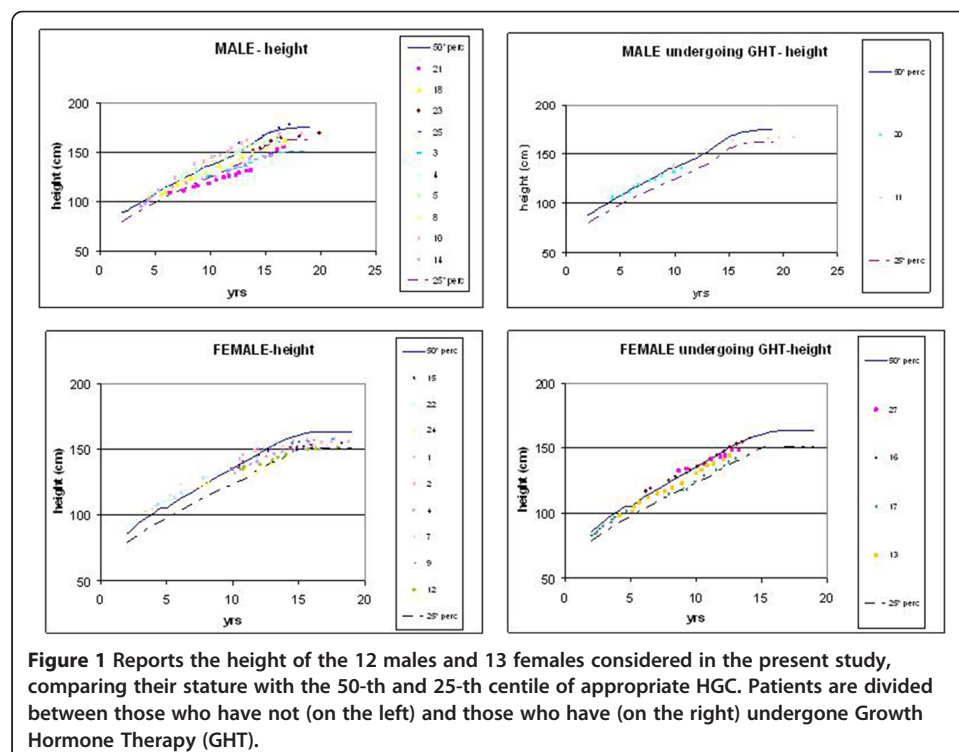 MALE - height
200
150
100
50
height (cm)
0 5 10 15 20 25
yrs
50° perc
21
18
23
25
3
4
5
8
10
14
25° perc
MALE undergoing GHT- height
200
150
100
50
height (cm)
0 5 10 15 20 25
yrs
50° perc
20
11
25° perc
FEMALE-height
200
150
100
50
height (cm)
0 5 10 15 20
yrs
50° perc
15
22
24
1
2
4
7
9
12
25° perc
FEMALE undergoing GHT-height
200
150
100
50
height (cm)
0 5 10 15 20
yrs
50° perc
27
16
17
13
25° perc
Figure 1 Reports the height of the 12 males and 13 females considered in the present study,
comparing their stature with the 50-th and 25-th centile of appropriate HGC. Patients are divided
between those who have not (on the left) and those who have (on the right) undergone Growth
Hormone Therapy (GHT).